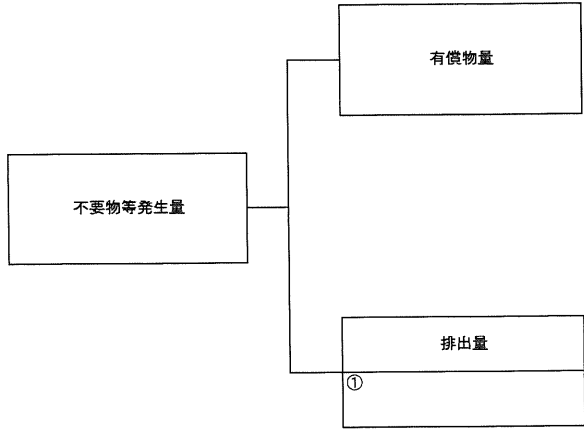 有償物量
不要物等発生量
排出量
①